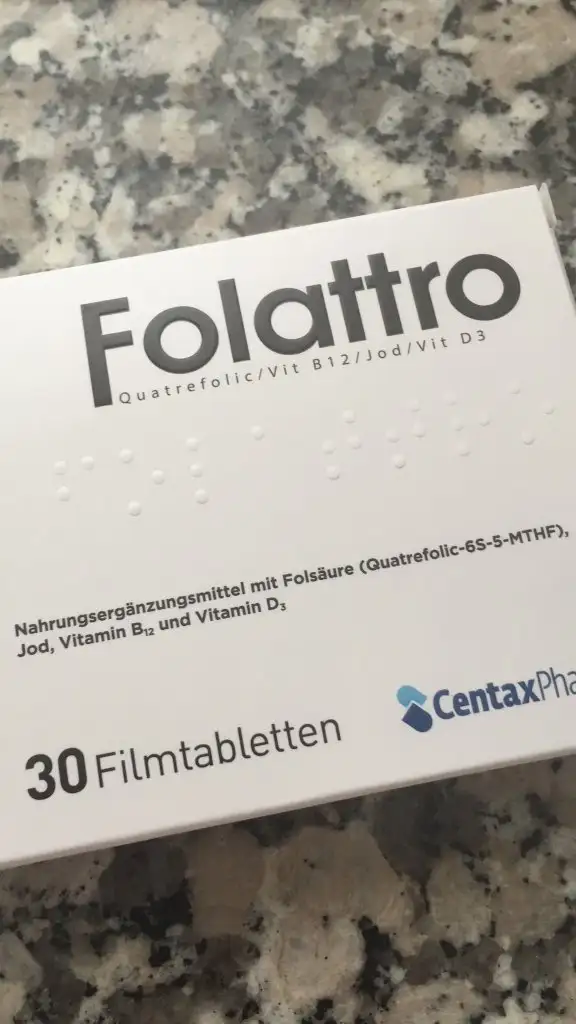 Folattro
Quatrefolic/Vit B12/Jod/Vit D3
Nahrungsergänzungsmittel mit Folsäure (Quatrefolic-6S-5-MTHF),
Jod, Vitamin B₁₂ und Vitamin D₃
30 Filmtabletten
CentaxPha